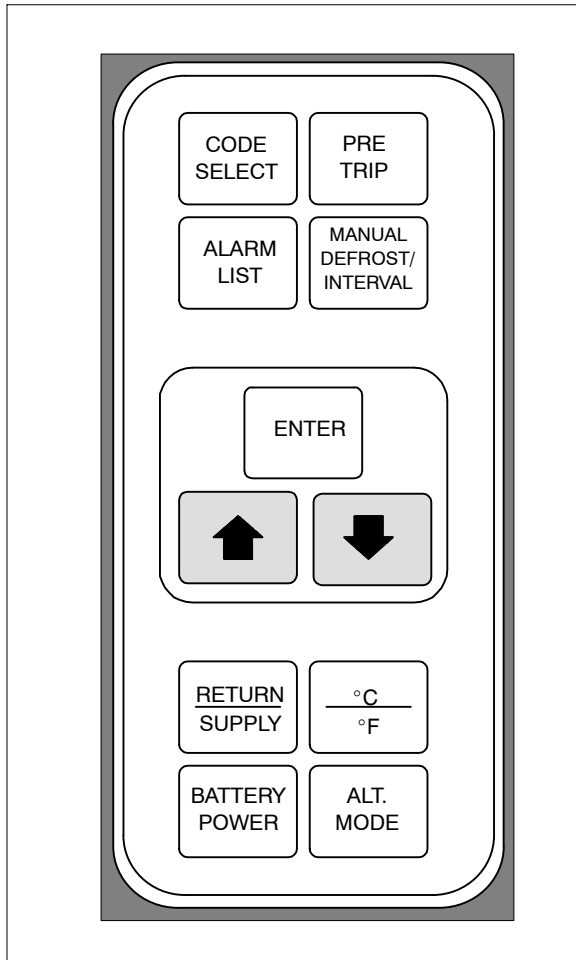 CODE
SELECT
PRE
TRIP
ALARM
LIST
MANUAL
DEFROST/
INTERVAL
ENTER
RETURN
SUPPLY
°C
°F
BATTERY
POWER
ALT.
MODE